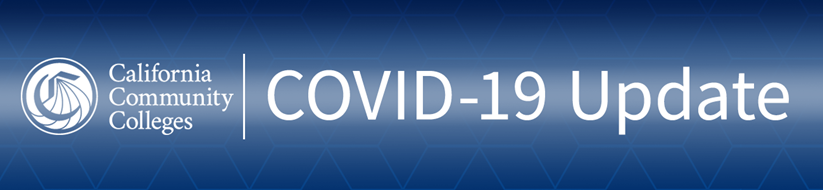 California
Community
Colleges
COVID-19 Update